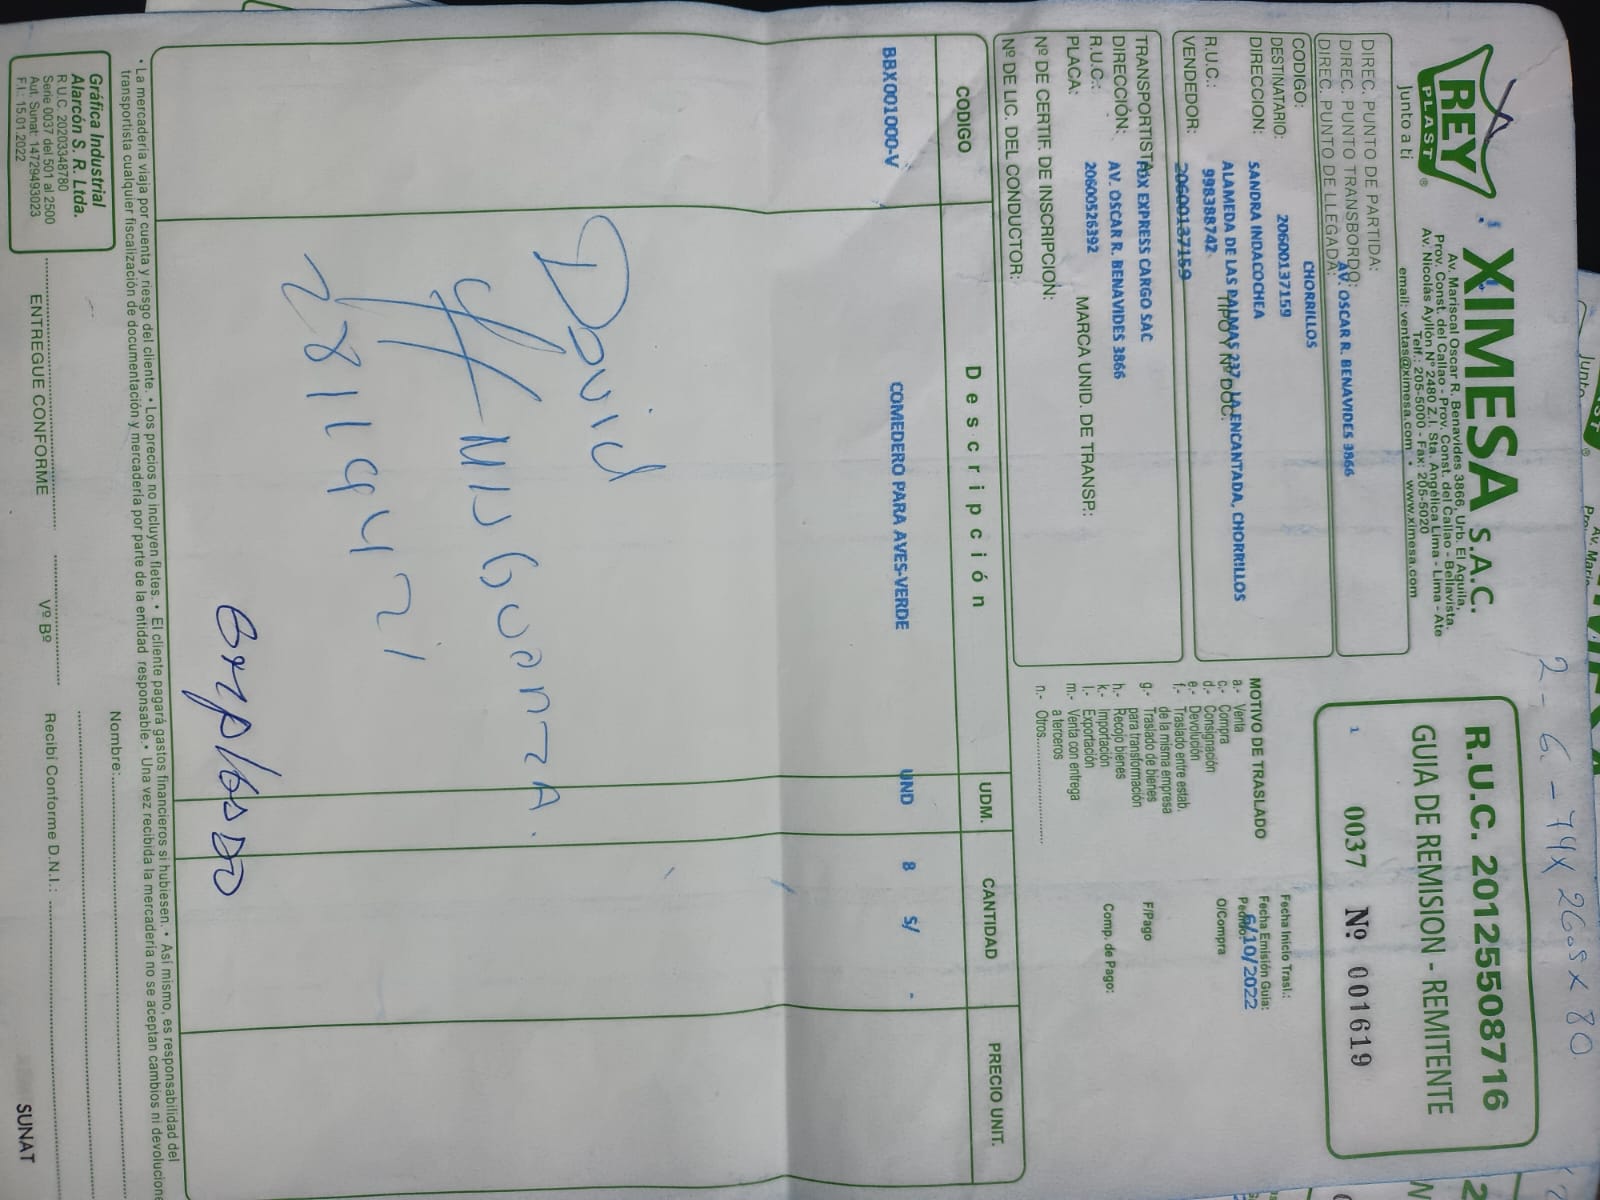 REY
PLAST
®
Junto a ti
XIMESA S.A.C.
Av. Mariscal Oscar R. Benavides 3866, Urb. El Aguila,
Prov. Const. del Callao - Prov. Const. del Callao - Bellavista.
Av. Nicolás Ayllón Nº 2480 Z.I. Sta. Angélica Lima - Lima - Ate
Telf.: 205-5000 - Fax: 205-5020
email: ventas@ximesa.com • www.ximesa.com
2-6-74X
R.U.C. 20125508716
GUIA DE REMISION - REMITENTE
1 0037 Nº 001619
DIREC. PUNTO DE PARTIDA:
DIREC. PUNTO TRANSBORDO: AV. OSCAR R. BENAVIDES 3866
DIREC. PUNTO DE LLEGADA:
CHORRILLOS
CODIGO: 20600137159
DESTINATARIO: SANDRA INDACOCHEA
DIRECCION: ALAMEDA DE LAS PALMAS 237, LA ENCANTADA, CHORRILLOS
R.U.C.: 998388742 TIPO Y Nº DOC:
VENDEDOR: 20600137159
TRANSPORTISTA: FOX EXPRESS CARGO SAC
DIRECCIÓN: AV. OSCAR R. BENAVIDES 3866
R.U.C.: 20600526392
PLACA: MARCA UNID. DE TRANSP.:
Nº DE CERTIF. DE INSCRIPCION:
Nº DE LIC. DEL CONDUCTOR:
MOTIVO DE TRASLADO
a.- Venta
b.- Compra
c.- Consignación
d.- Devolución
e.- Traslado entre estab.
f.- de la misma empresa
g.- Traslado de bienes
para transformación
h.- Recojo bienes
k.- Importación
l.- Exportación
m.- Venta con entrega
a terceros
n.- Otros
Fecha Inicio Trasl.:
Fecha Emisión Guía:
Pedido: 6/10/2022
O/Compra
F/Pago
Comp. de Pago:
CODIGO Descripción UDM. CANTIDAD PRECIO UNIT.
BBX001000-V COMEDERO PARA AVES-VERDE UND 8 S/ -
David
28119421
• La mercadería viaja por cuenta y riesgo del cliente. • Los precios no incluyen fletes. • El cliente pagará gastos financieros si hubiesen. • Así mismo, es responsabilidad del
transportista cualquier fiscalización de documentación y mercadería por parte de la entidad responsable. • Una vez recibida la mercadería no se aceptan cambios ni devolucione
Gráfica Industrial
Alarcón S. R. Ltda.
R.U.C. 20203348780
Serie 0037 del 501 al 2500
Aut. Sunat: 14729493023
F.I.: 15.01.2022
ENTREGUE CONFORME
Vº Bº
Nombre:
Recibí Conforme D.N.I.:
SUNAT